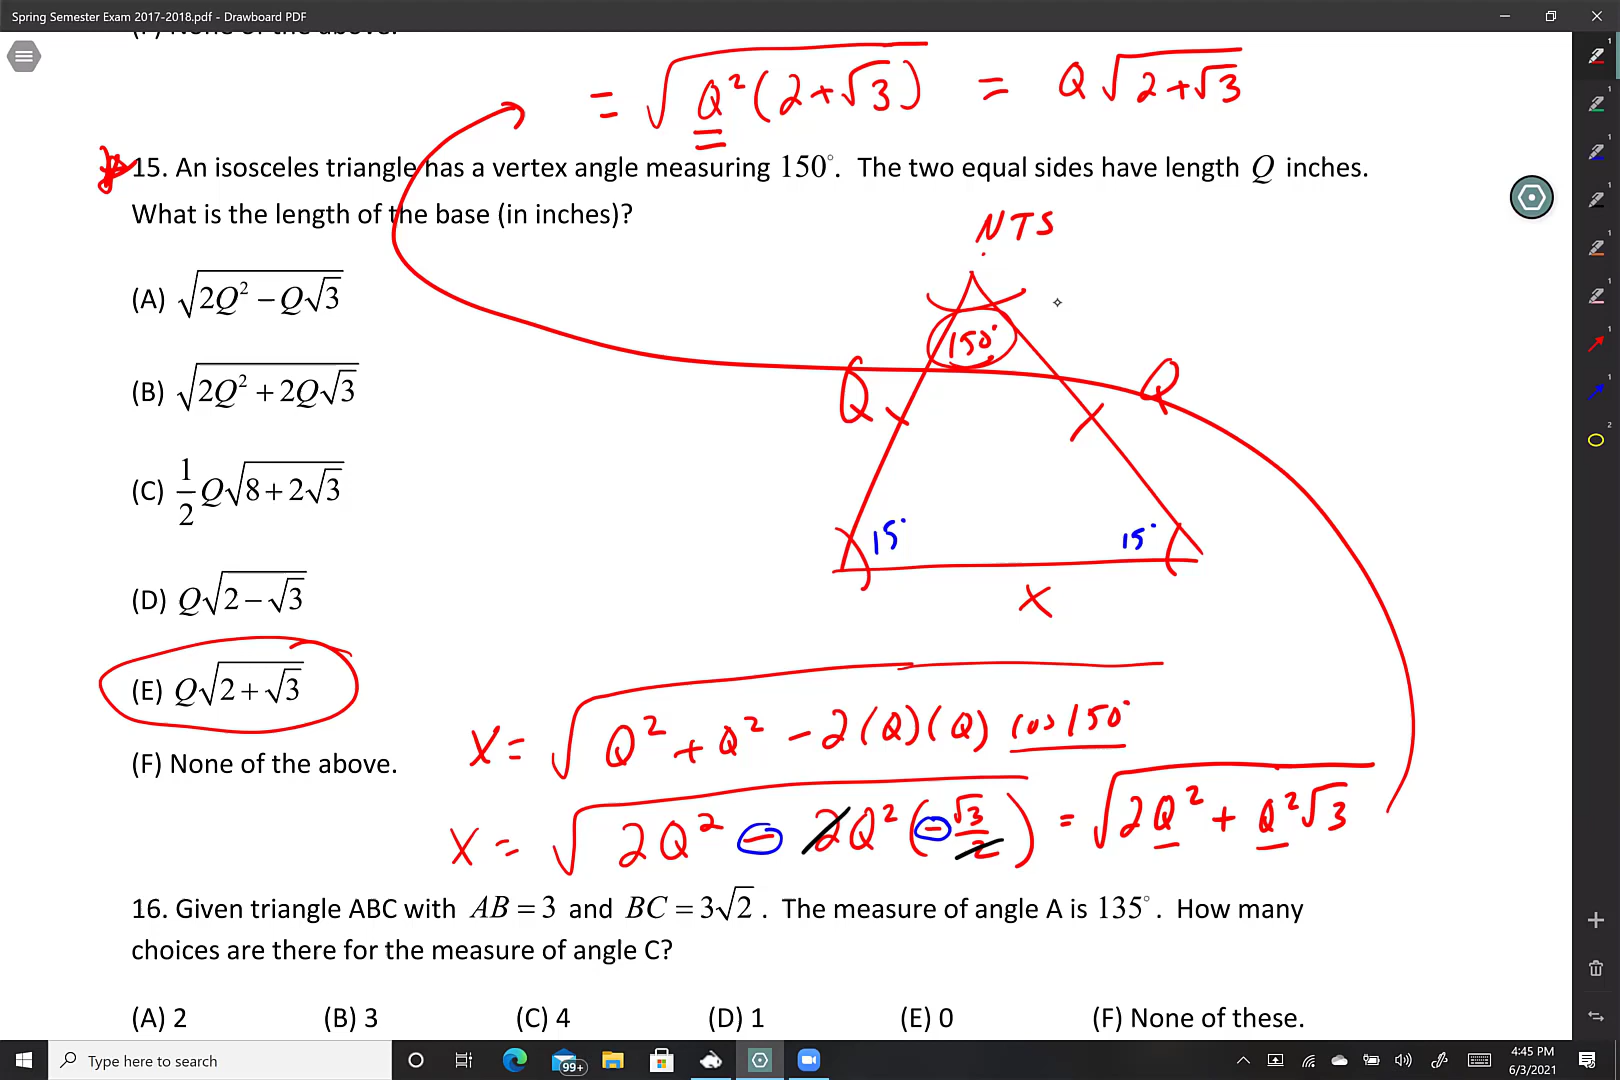 Spring Semester Exam 2017-2018.pdf - Drawboard PDF
= √(Q²(2+√3)) = Q√(2+√3)
15. An isosceles triangle has a vertex angle measuring 150°. The two equal sides have length Q inches.
What is the length of the base (in inches)?
NTS
(A) √(2Q² − Q√3)
150°
(B) √(2Q² + 2Q√3)
Q
Q
(C) 1/2 Q√(8+2√3)
15°
15°
(D) Q√(2−√3)
X
(E) Q√(2+√3)
X = √(Q² + Q² − 2(Q)(Q) cos150°)
(F) None of the above.
X = √(2Q² − 2Q²(−√3/2)) = √(2Q² + Q²√3)
16. Given triangle ABC with AB = 3 and BC = 3√2. The measure of angle A is 135°. How many
choices are there for the measure of angle C?
(A) 2 (B) 3 (C) 4 (D) 1 (E) 0 (F) None of these.
Type here to search
99+
4:45 PM
6/3/2021